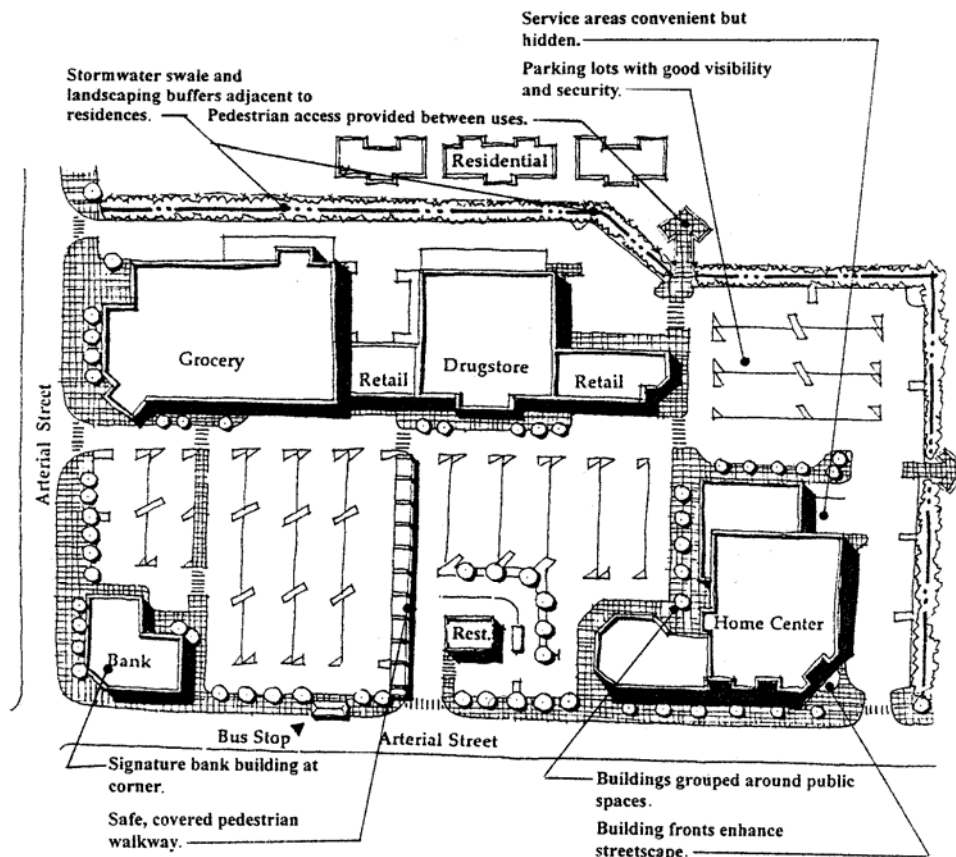 Service areas convenient but
hidden.
Parking lots with good visibility
and security.
Stormwater swale and
landscaping buffers adjacent to
residences.
Pedestrian access provided between uses.
Residential
Grocery
Retail
Drugstore
Retail
Arterial Street
Bank
Rest.
Home Center
Bus Stop
Arterial Street
Signature bank building at
corner.
Safe, covered pedestrian
walkway.
Buildings grouped around public
spaces.
Building fronts enhance
streetscape.